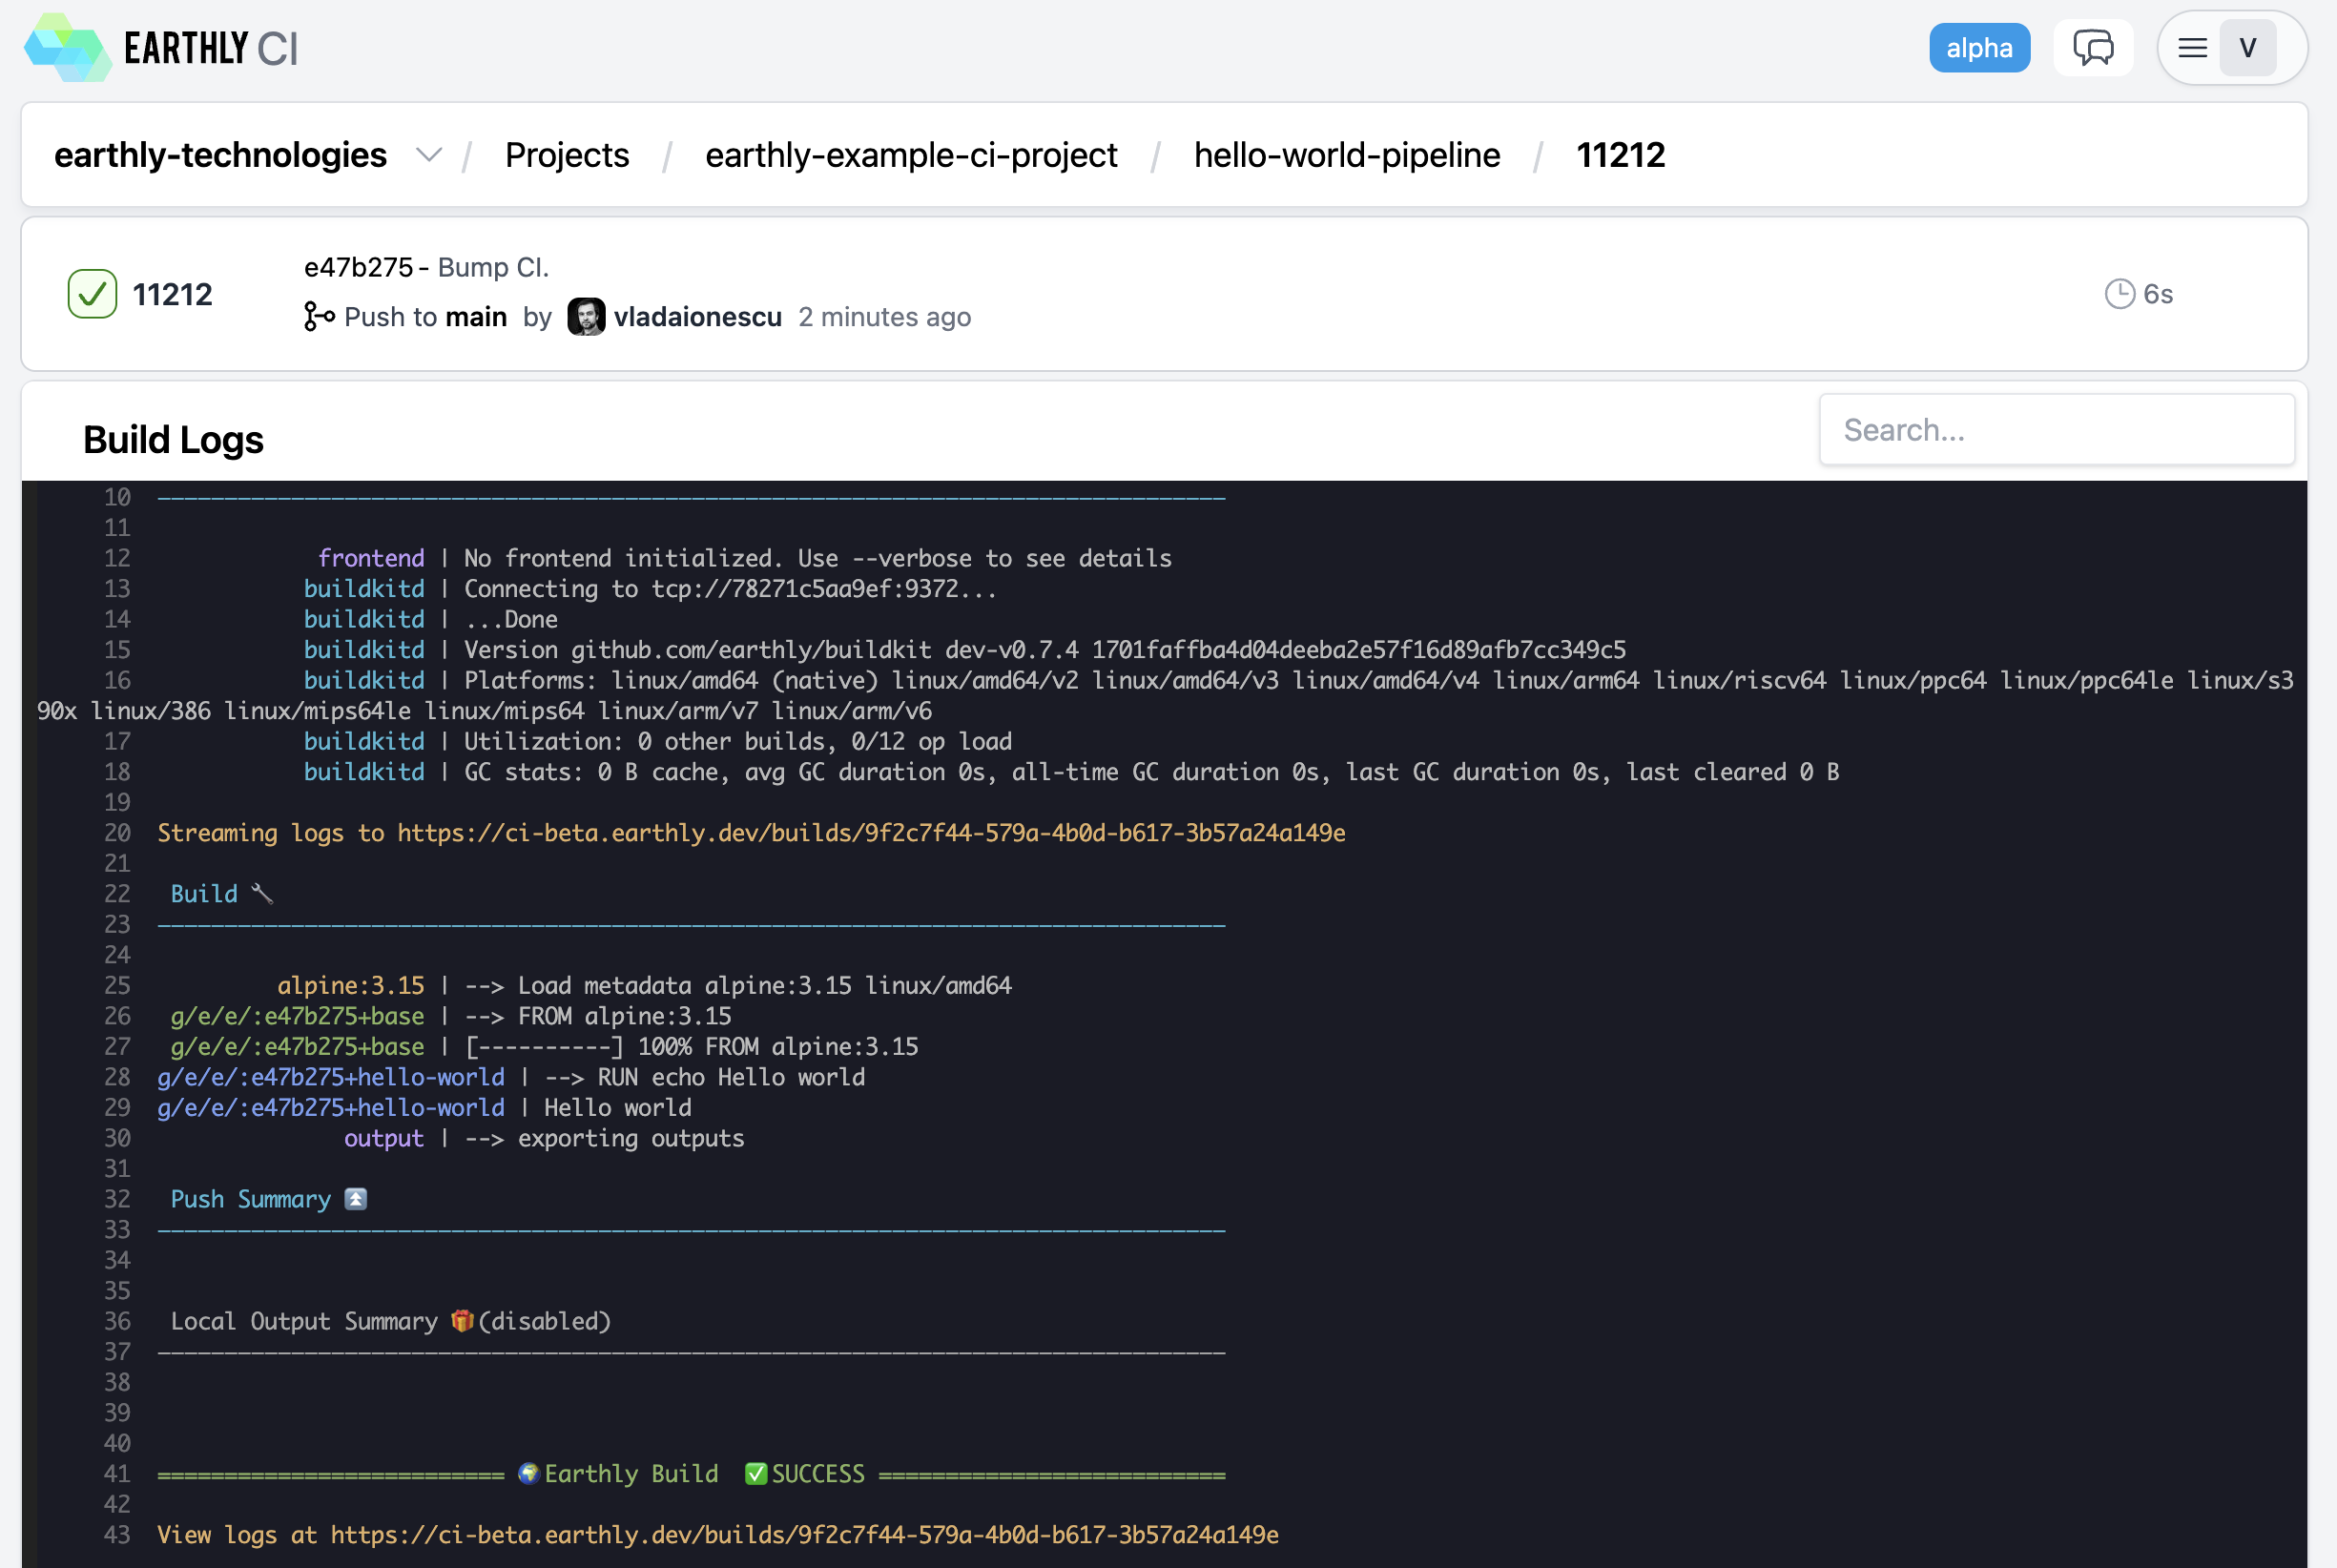 EARTHLY CI
alpha
V
earthly-technologies / Projects / earthly-example-ci-project / hello-world-pipeline / 11212
11212
e47b275 - Bump CI.
Push to main by vladaionescu 2 minutes ago
6s
Build Logs
Search...
10 ————————————————————————————————————————————————————————————————————————————————
11
12 frontend | No frontend initialized. Use --verbose to see details
13 buildkitd | Connecting to tcp://78271c5aa9ef:9372...
14 buildkitd | ...Done
15 buildkitd | Version github.com/earthly/buildkit dev-v0.7.4 1701faffba4d04deeba2e57f16d89afb7cc349c5
16 buildkitd | Platforms: linux/amd64 (native) linux/amd64/v2 linux/amd64/v3 linux/amd64/v4 linux/arm64 linux/riscv64 linux/ppc64 linux/ppc64le linux/s3
90x linux/386 linux/mips64le linux/mips64 linux/arm/v7 linux/arm/v6
17 buildkitd | Utilization: 0 other builds, 0/12 op load
18 buildkitd | GC stats: 0 B cache, avg GC duration 0s, all-time GC duration 0s, last GC duration 0s, last cleared 0 B
19
20 Streaming logs to https://ci-beta.earthly.dev/builds/9f2c7f44-579a-4b0d-b617-3b57a24a149e
21
22 Build 🔧
23 ————————————————————————————————————————————————————————————————————————————————
24
25 alpine:3.15 | --> Load metadata alpine:3.15 linux/amd64
26 g/e/e/:e47b275+base | --> FROM alpine:3.15
27 g/e/e/:e47b275+base | [----------] 100% FROM alpine:3.15
28 g/e/e/:e47b275+hello-world | --> RUN echo Hello world
29 g/e/e/:e47b275+hello-world | Hello world
30 output | --> exporting outputs
31
32 Push Summary ⏫
33 ————————————————————————————————————————————————————————————————————————————————
34
35
36 Local Output Summary 🎁(disabled)
37 ————————————————————————————————————————————————————————————————————————————————
38
39
40
41 ========================== 🌍Earthly Build ✅SUCCESS ==========================
42
43 View logs at https://ci-beta.earthly.dev/builds/9f2c7f44-579a-4b0d-b617-3b57a24a149e